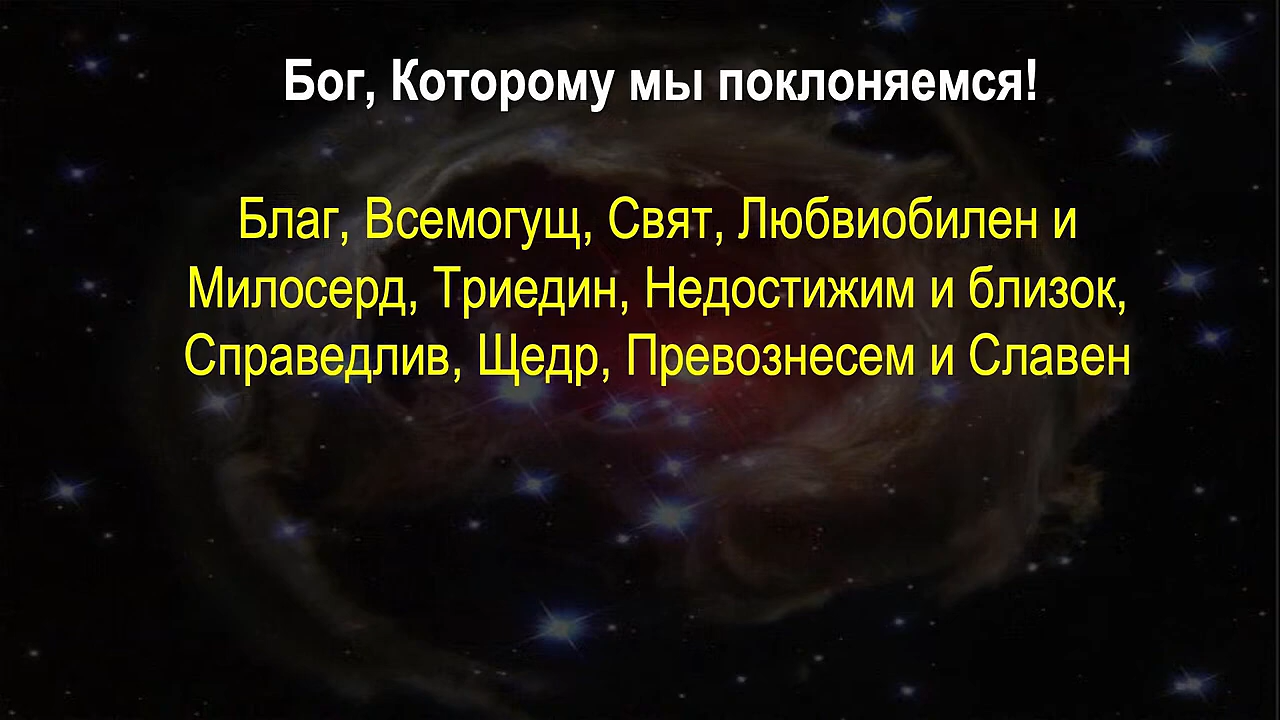 Бог, Которому мы поклоняемся!
Благ, Всемогущ, Свят, Любвиобилен и
Милосерд, Триедин, Недостижим и близок,
Справедлив, Щедр, Превознесем и Славен